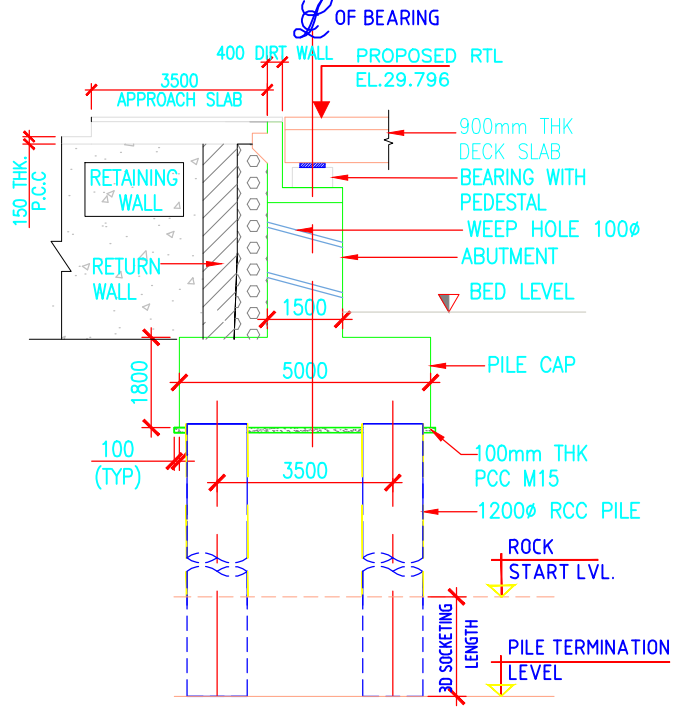 ℄ OF BEARING
400 DIRT WALL
PROPOSED RTL
EL.29.796
3500
APPROACH SLAB
900mm THK
DECK SLAB
150 THK.
P.C.C
RETAINING
WALL
BEARING WITH
PEDESTAL
WEEP HOLE 100ø
ABUTMENT
RETURN
WALL
BED LEVEL
1500
1800
5000
PILE CAP
100
(TYP)
3500
100mm THK
PCC M15
1200ø RCC PILE
ROCK
START LVL.
3D SOCKETING
LENGTH
PILE TERMINATION
LEVEL